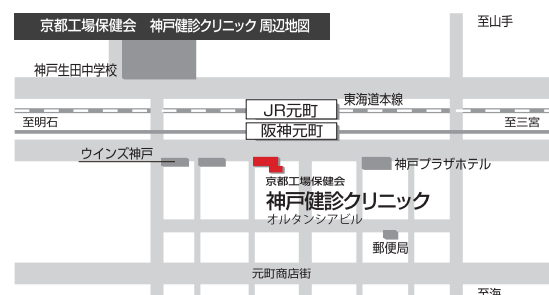 京都工場保健会　神戸健診クリニック 周辺地図
至山手
神戸生田中学校
東海道本線
JR元町
至明石
至三宮
阪神元町
ウインズ神戸
神戸プラザホテル
京都工場保健会
神戸健診クリニック
オルタンシアビル
郵便局
元町商店街
至海